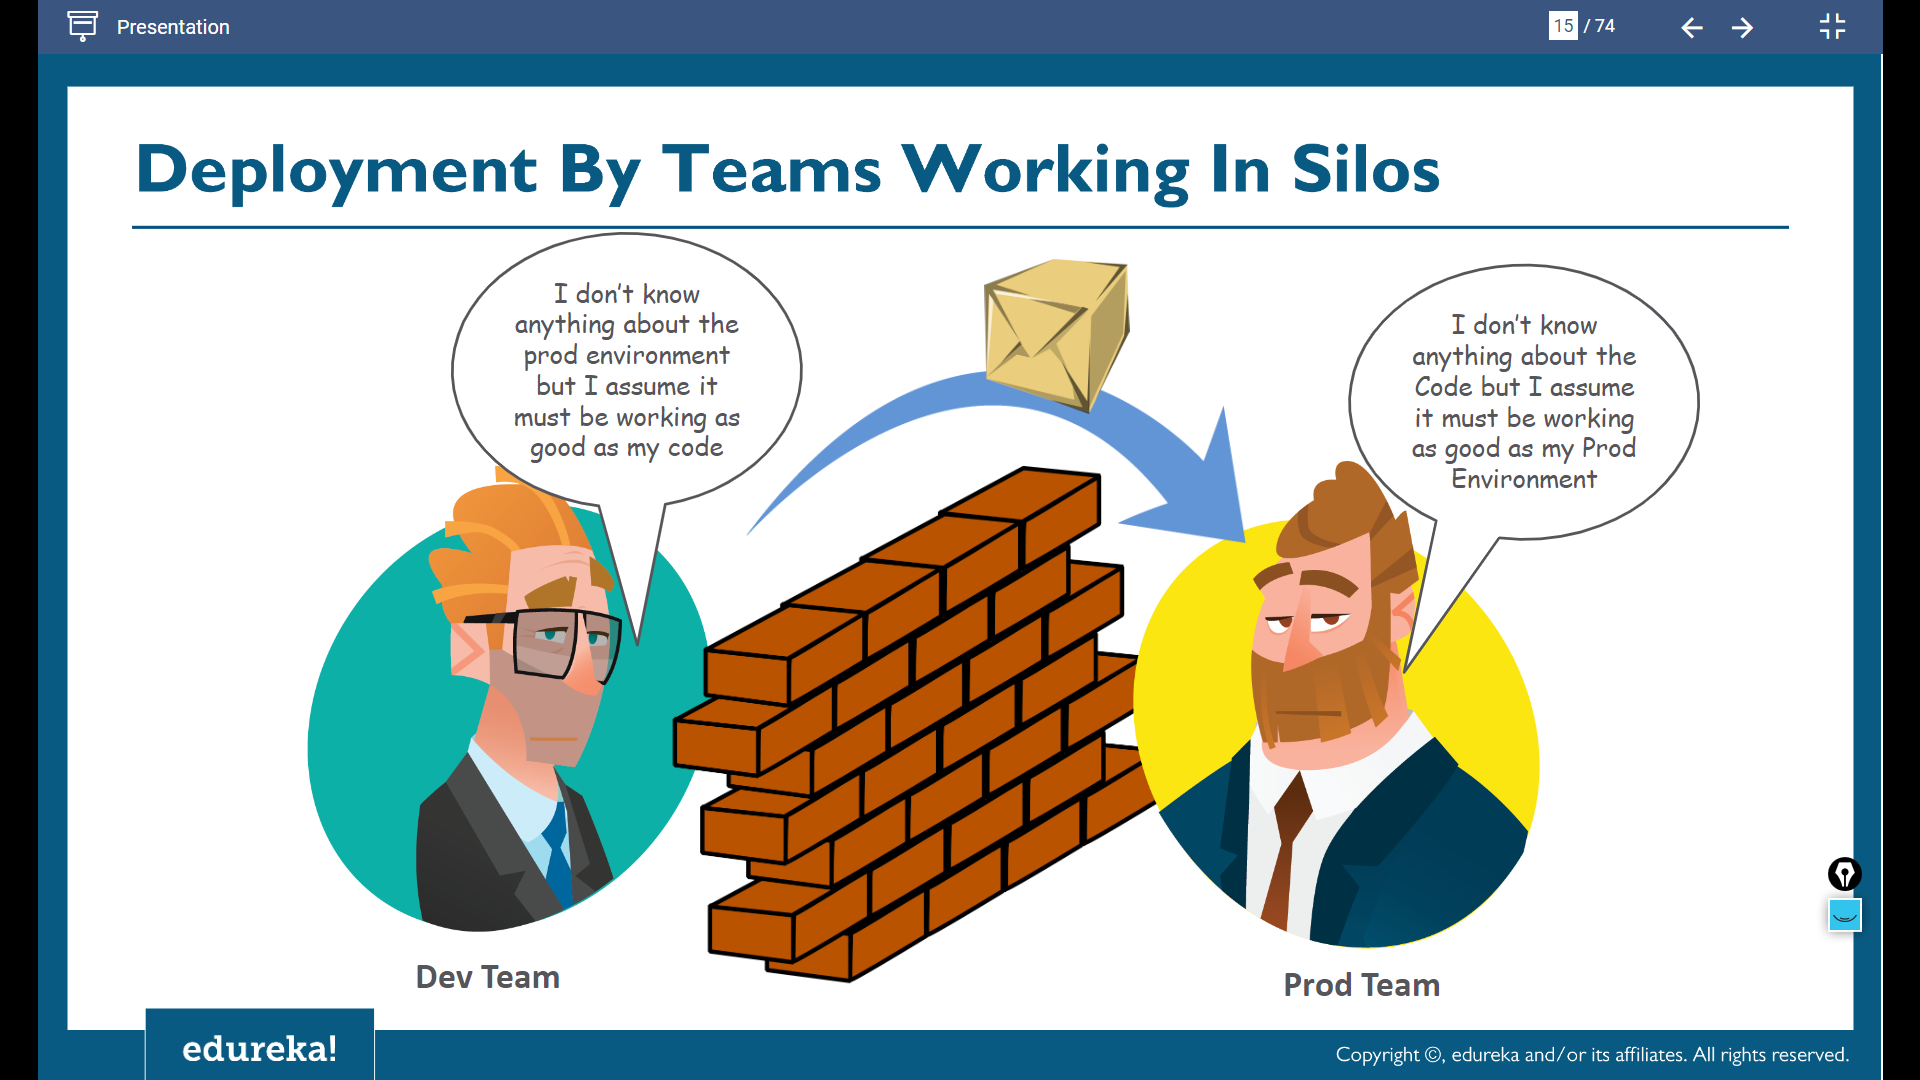 Presentation
15 / 74
Deployment By Teams Working In Silos
I don't know
anything about the
prod environment
but I assume it
must be working as
good as my code
I don't know
anything about the
Code but I assume
it must be working
as good as my Prod
Environment
Dev Team
Prod Team
edureka!
Copyright ©, edureka and/or its affiliates. All rights reserved.